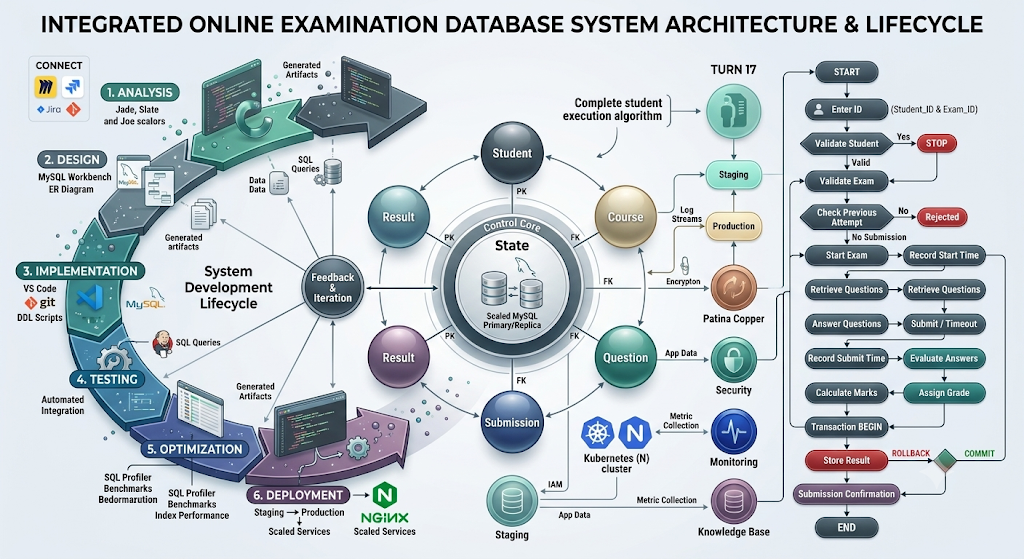 INTEGRATED ONLINE EXAMINATION DATABASE SYSTEM ARCHITECTURE & LIFECYCLE
CONNECT
Jira
1. ANALYSIS
Jade, Slate
and Joe scalors
Generated
Artifacts
2. DESIGN
MySQL Workbench
ER Diagram
MySQL
Data
Data
SQL
Queries
Generated
artifacts
3. IMPLEMENTATION
VS Code
git
DDL Scripts
MySQL
System
Development
Lifecycle
Feedback
& Iteration
SQL Queries
4. TESTING
Automated
Integration
Generated
Artifacts
5. OPTIMIZATION
SQL Profiler
Benchmarks
Bedormaration
SQL Profiler
Benchmarks
Index Performance
6. DEPLOYMENT
Staging → Production
Scaled Services
NGINX
Scaled Services
Student
PK
Result
PK
Course
FK
Control Core
State
Scaled MySQL
Primary/Replica
FK
Result
PK
Question
FK
Submission
FK
Complete student
execution algorithm
TURN 17
Staging
Log
Streams
Production
Encrypton
Patina Copper
App Data
Security
N
Kubernetes (N)
cluster
Metric
Collection
Monitoring
IAM
App Data
Staging
Metric Collection
Knowledge Base
START
Enter ID
(Student_ID & Exam_ID)
Validate Student
Yes
STOP
Valid
Validate Exam
Check Previous
Attempt
No
Rejected
No Submission
Start Exam
Record Start Time
Retrieve Questions
Retrieve Questions
Answer Questions
Submit / Timeout
Record Submit Time
Evaluate Answers
Calculate Marks
Assign Grade
Transaction BEGIN
Store Result
ROLLBACK
COMMIT
Submission Confirmation
END